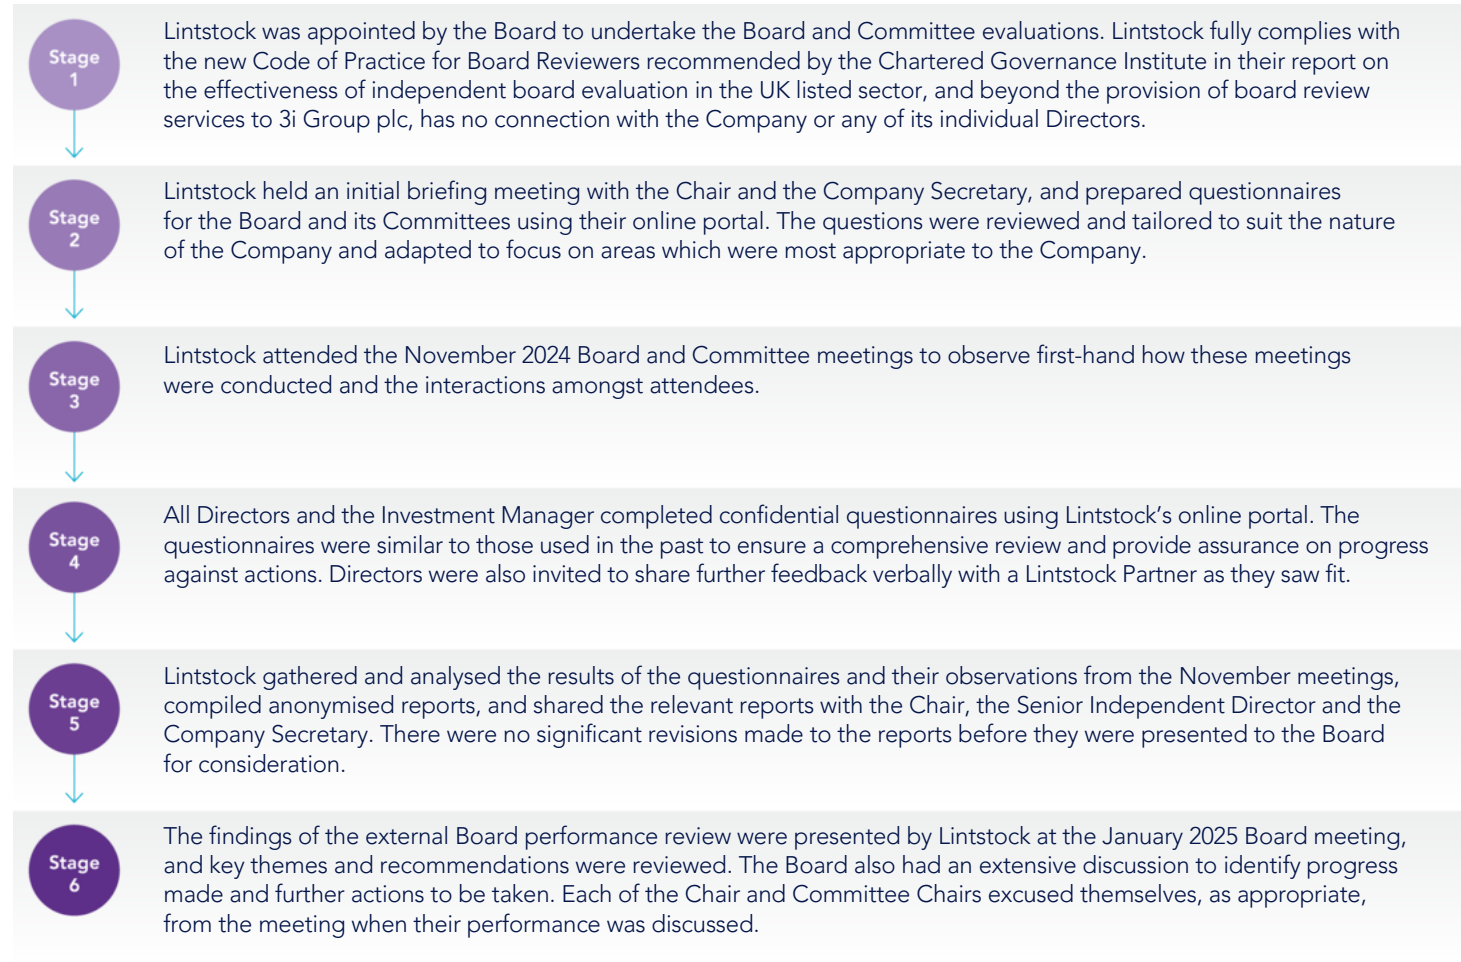 Stage
1
Lintstock was appointed by the Board to undertake the Board and Committee evaluations. Lintstock fully complies with
the new Code of Practice for Board Reviewers recommended by the Chartered Governance Institute in their report on
the effectiveness of independent board evaluation in the UK listed sector, and beyond the provision of board review
services to 3i Group plc, has no connection with the Company or any of its individual Directors.
Stage
2
Lintstock held an initial briefing meeting with the Chair and the Company Secretary, and prepared questionnaires
for the Board and its Committees using their online portal. The questions were reviewed and tailored to suit the nature
of the Company and adapted to focus on areas which were most appropriate to the Company.
Stage
3
Lintstock attended the November 2024 Board and Committee meetings to observe first-hand how these meetings
were conducted and the interactions amongst attendees.
Stage
4
All Directors and the Investment Manager completed confidential questionnaires using Lintstock’s online portal. The
questionnaires were similar to those used in the past to ensure a comprehensive review and provide assurance on progress
against actions. Directors were also invited to share further feedback verbally with a Lintstock Partner as they saw fit.
Stage
5
Lintstock gathered and analysed the results of the questionnaires and their observations from the November meetings,
compiled anonymised reports, and shared the relevant reports with the Chair, the Senior Independent Director and the
Company Secretary. There were no significant revisions made to the reports before they were presented to the Board
for consideration.
Stage
6
The findings of the external Board performance review were presented by Lintstock at the January 2025 Board meeting,
and key themes and recommendations were reviewed. The Board also had an extensive discussion to identify progress
made and further actions to be taken. Each of the Chair and Committee Chairs excused themselves, as appropriate,
from the meeting when their performance was discussed.